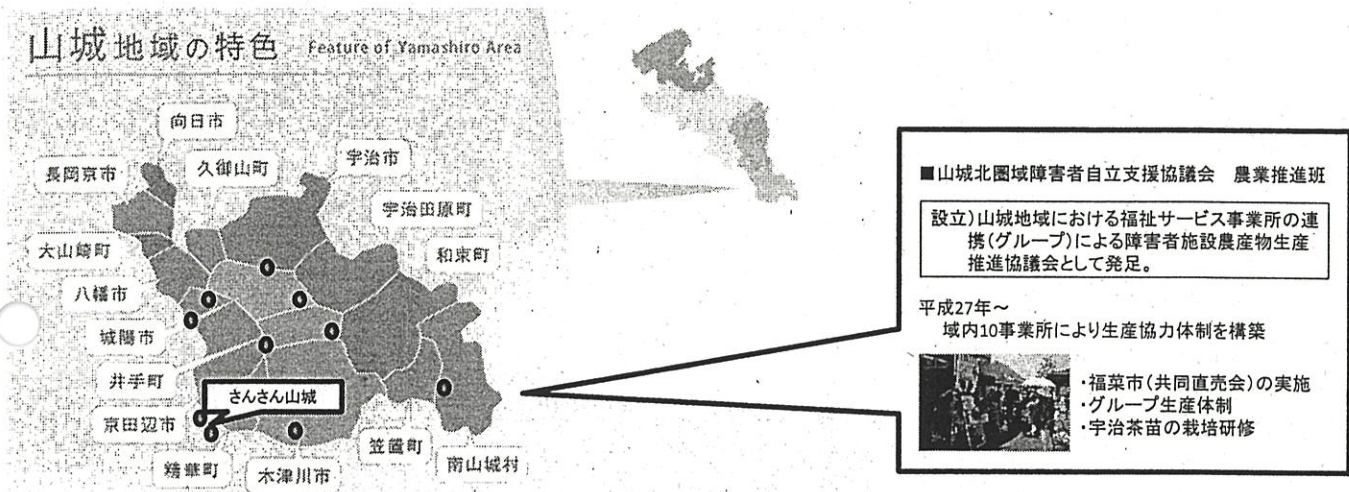 山城地域の特色 Feature of Yamashiro Area
向日市
長岡京市
久御山町
宇治市
宇治田原町
大山崎町
和束町
八幡市
城陽市
井手町
さんさん山城
京田辺市
精華町
木津川市
笠置町
南山城村
■山城北圏域障害者自立支援協議会 農業推進班
設立)山城地域における福祉サービス事業所の連
携(グループ)による障害者施設農産物生産
推進協議会として発足。
平成27年～
域内10事業所により生産協力体制を構築
・福菜市(共同直売会)の実施
・グループ生産体制
・宇治茶苗の栽培研修